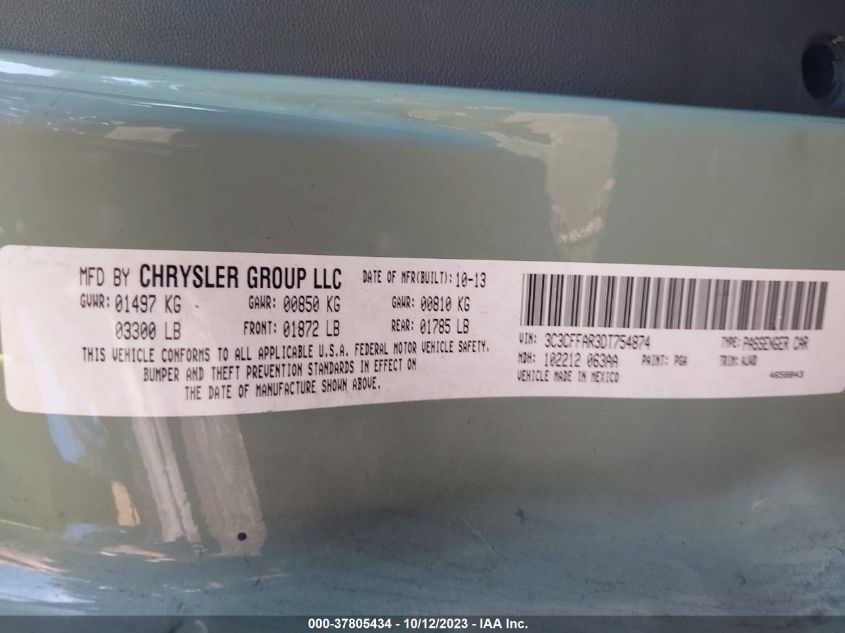 MFD BY CHRYSLER GROUP LLC DATE OF MFR(BUILT): 10-13
GVWR: 01497 KG GAWR: 00850 KG GAWR: 00810 KG
03300 LB FRONT: 01872 LB REAR: 01785 LB
THIS VEHICLE CONFORMS TO ALL APPLICABLE U.S.A. FEDERAL MOTOR VEHICLE SAFETY,
BUMPER AND THEFT PREVENTION STANDARDS IN EFFECT ON
THE DATE OF MANUFACTURE SHOWN ABOVE.
VIN: 3C3CFFAR3DT754874 TYPE: PASSENGER CAR
MDH: 102212 063AA PAINT: PGA TRIM: AJW8
VEHICLE MADE IN MEXICO 4658843
000-37805434 - 10/12/2023 - IAA Inc.